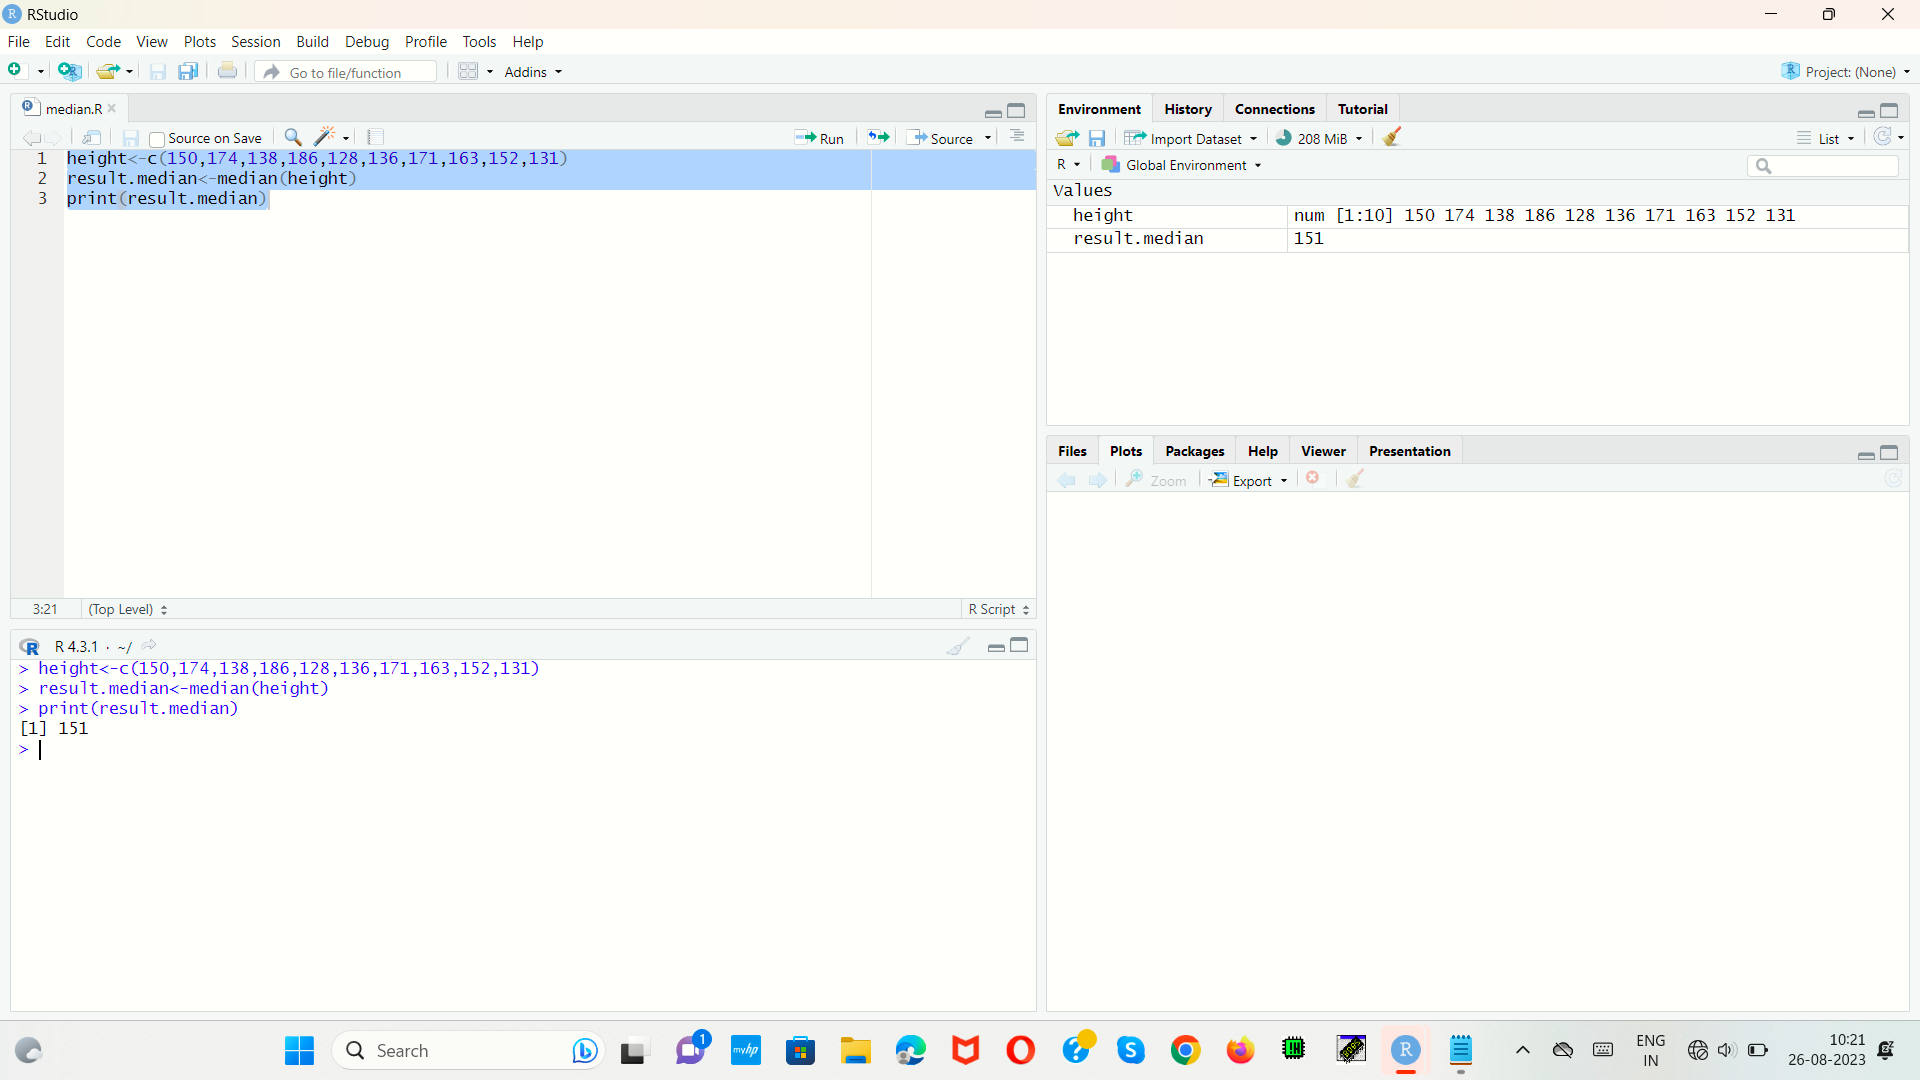 RStudio
File Edit Code View Plots Session Build Debug Profile Tools Help
Go to file/function Addins Project: (None)
median.R
Source on Save Run Source
1 height<-c(150,174,138,186,128,136,171,163,152,131)
2 result.median<-median(height)
3 print(result.median)
3:21 (Top Level) R Script
R 4.3.1 · ~/
> height<-c(150,174,138,186,128,136,171,163,152,131)
> result.median<-median(height)
> print(result.median)
[1] 151
>
Environment History Connections Tutorial
Import Dataset 208 MiB List
R Global Environment
Values
height num [1:10] 150 174 138 186 128 136 171 163 152 131
result.median 151
Files Plots Packages Help Viewer Presentation
Zoom Export
Search 1 myhp R ENG 10:21
IN 26-08-2023